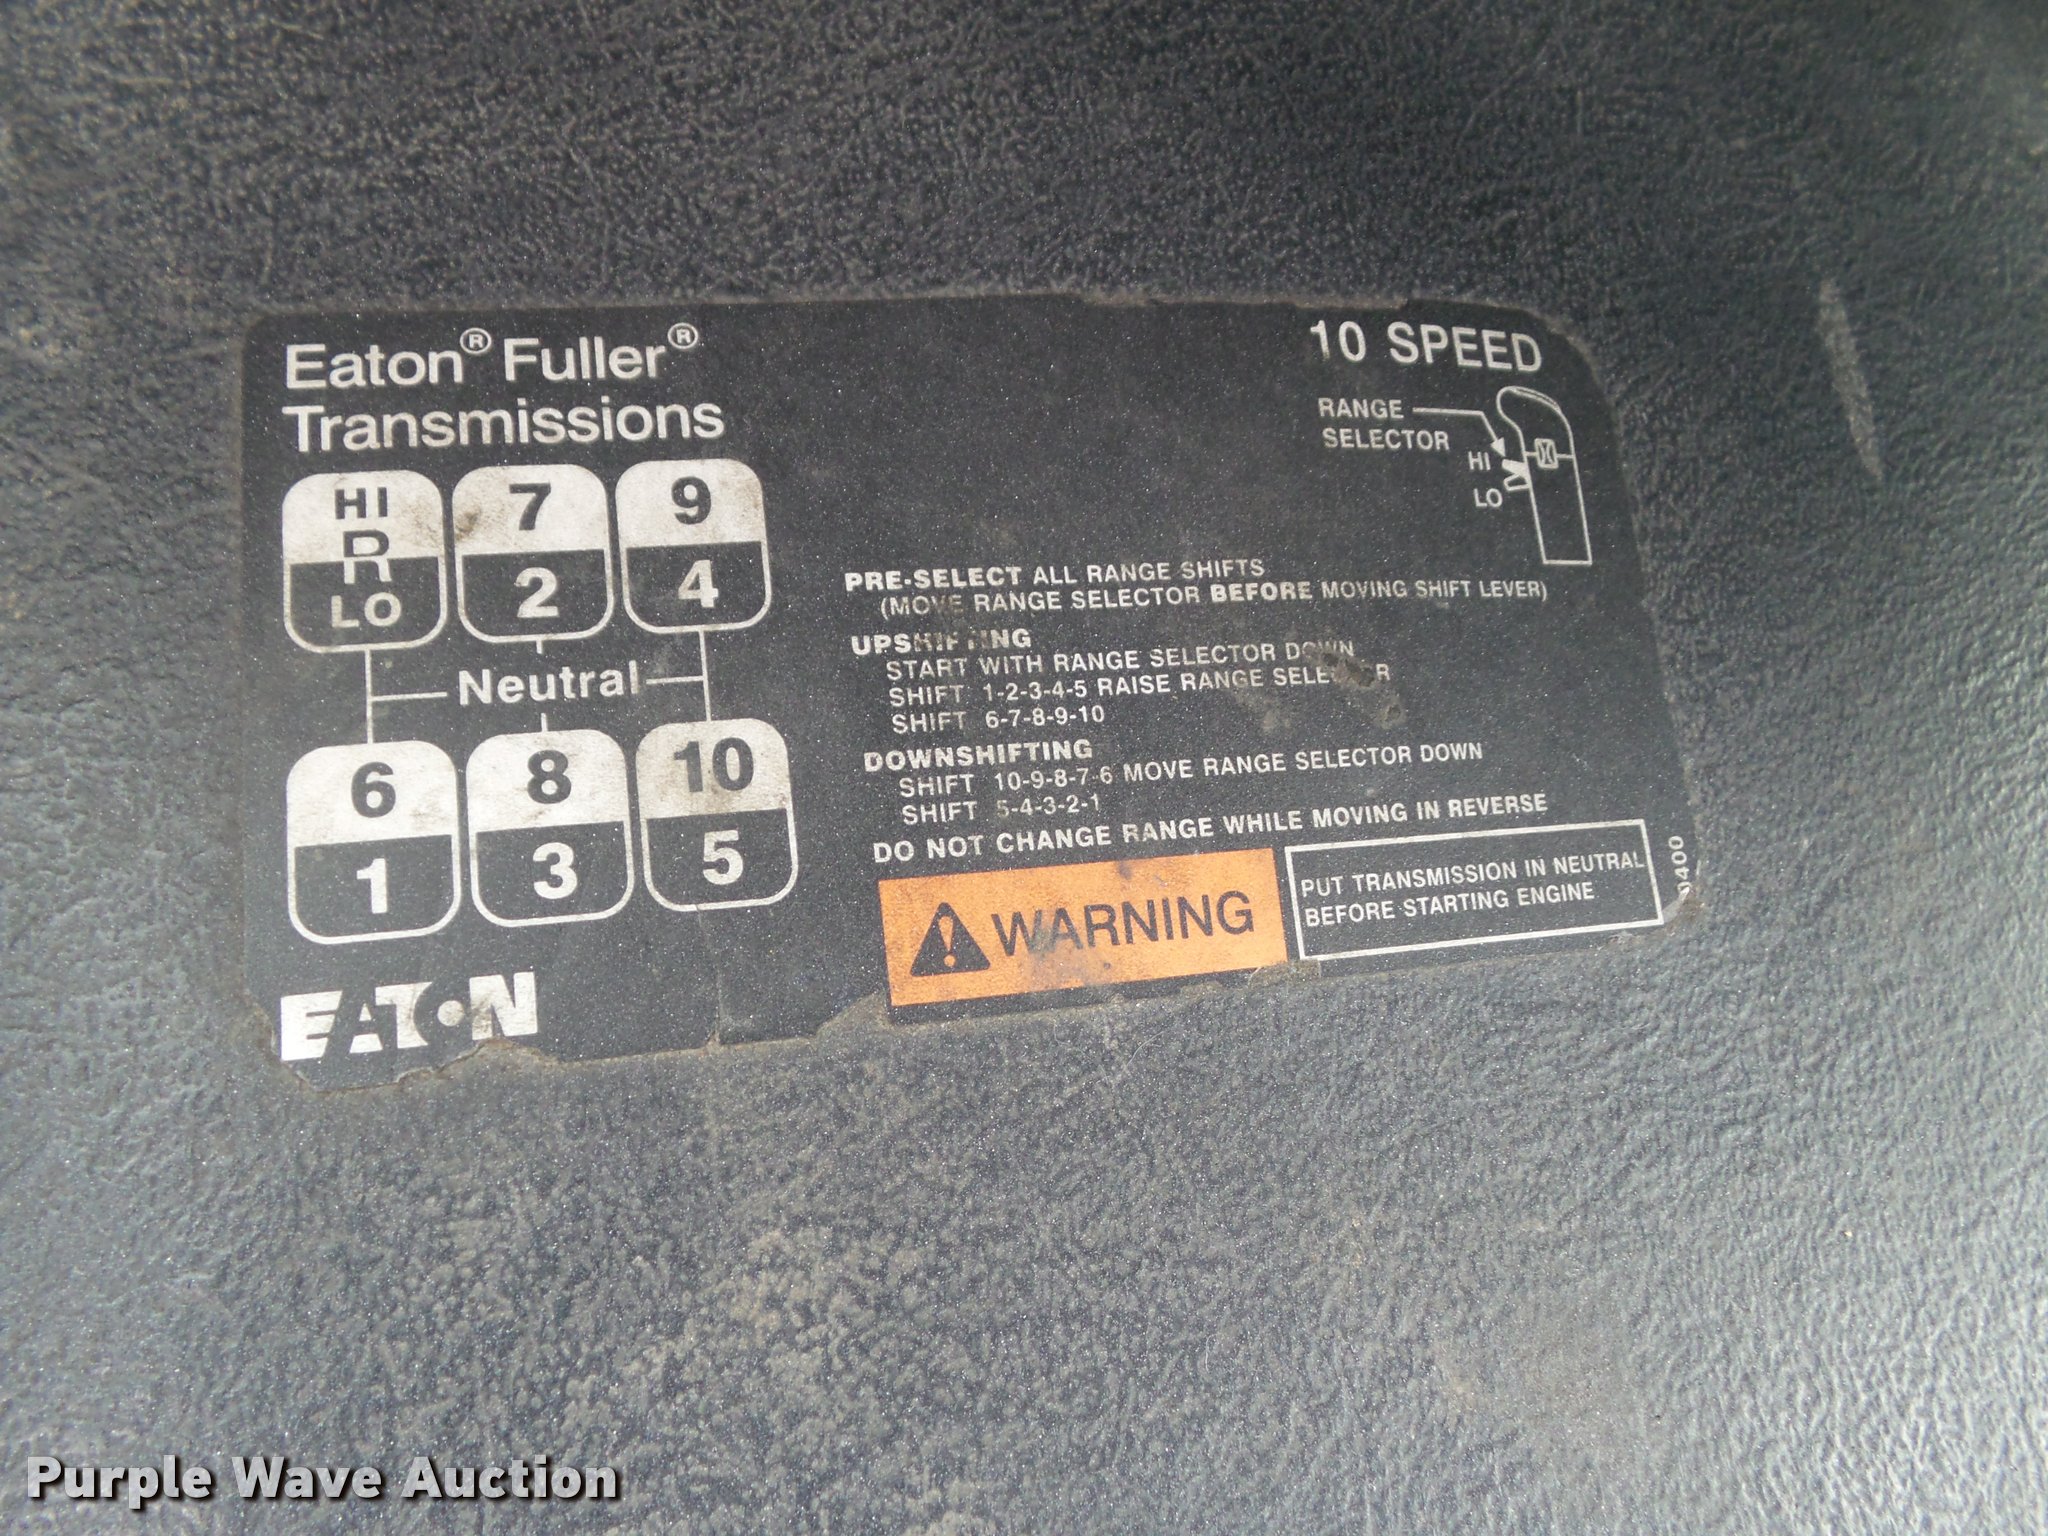 Eaton® Fuller®
Transmissions
10 SPEED
RANGE
SELECTOR
HI
LO
HI
R
LO
7
2
9
4
Neutral
6
1
8
3
10
5
PRE-SELECT ALL RANGE SHIFTS
(MOVE RANGE SELECTOR BEFORE MOVING SHIFT LEVER)
UPSHIFTING
START WITH RANGE SELECTOR DOWN
SHIFT 1-2-3-4-5 RAISE RANGE SELECTOR
SHIFT 6-7-8-9-10
DOWNSHIFTING
SHIFT 10-9-8-7-6 MOVE RANGE SELECTOR DOWN
SHIFT 5-4-3-2-1
DO NOT CHANGE RANGE WHILE MOVING IN REVERSE
WARNING
PUT TRANSMISSION IN NEUTRAL
BEFORE STARTING ENGINE
EATON
Purple Wave Auction